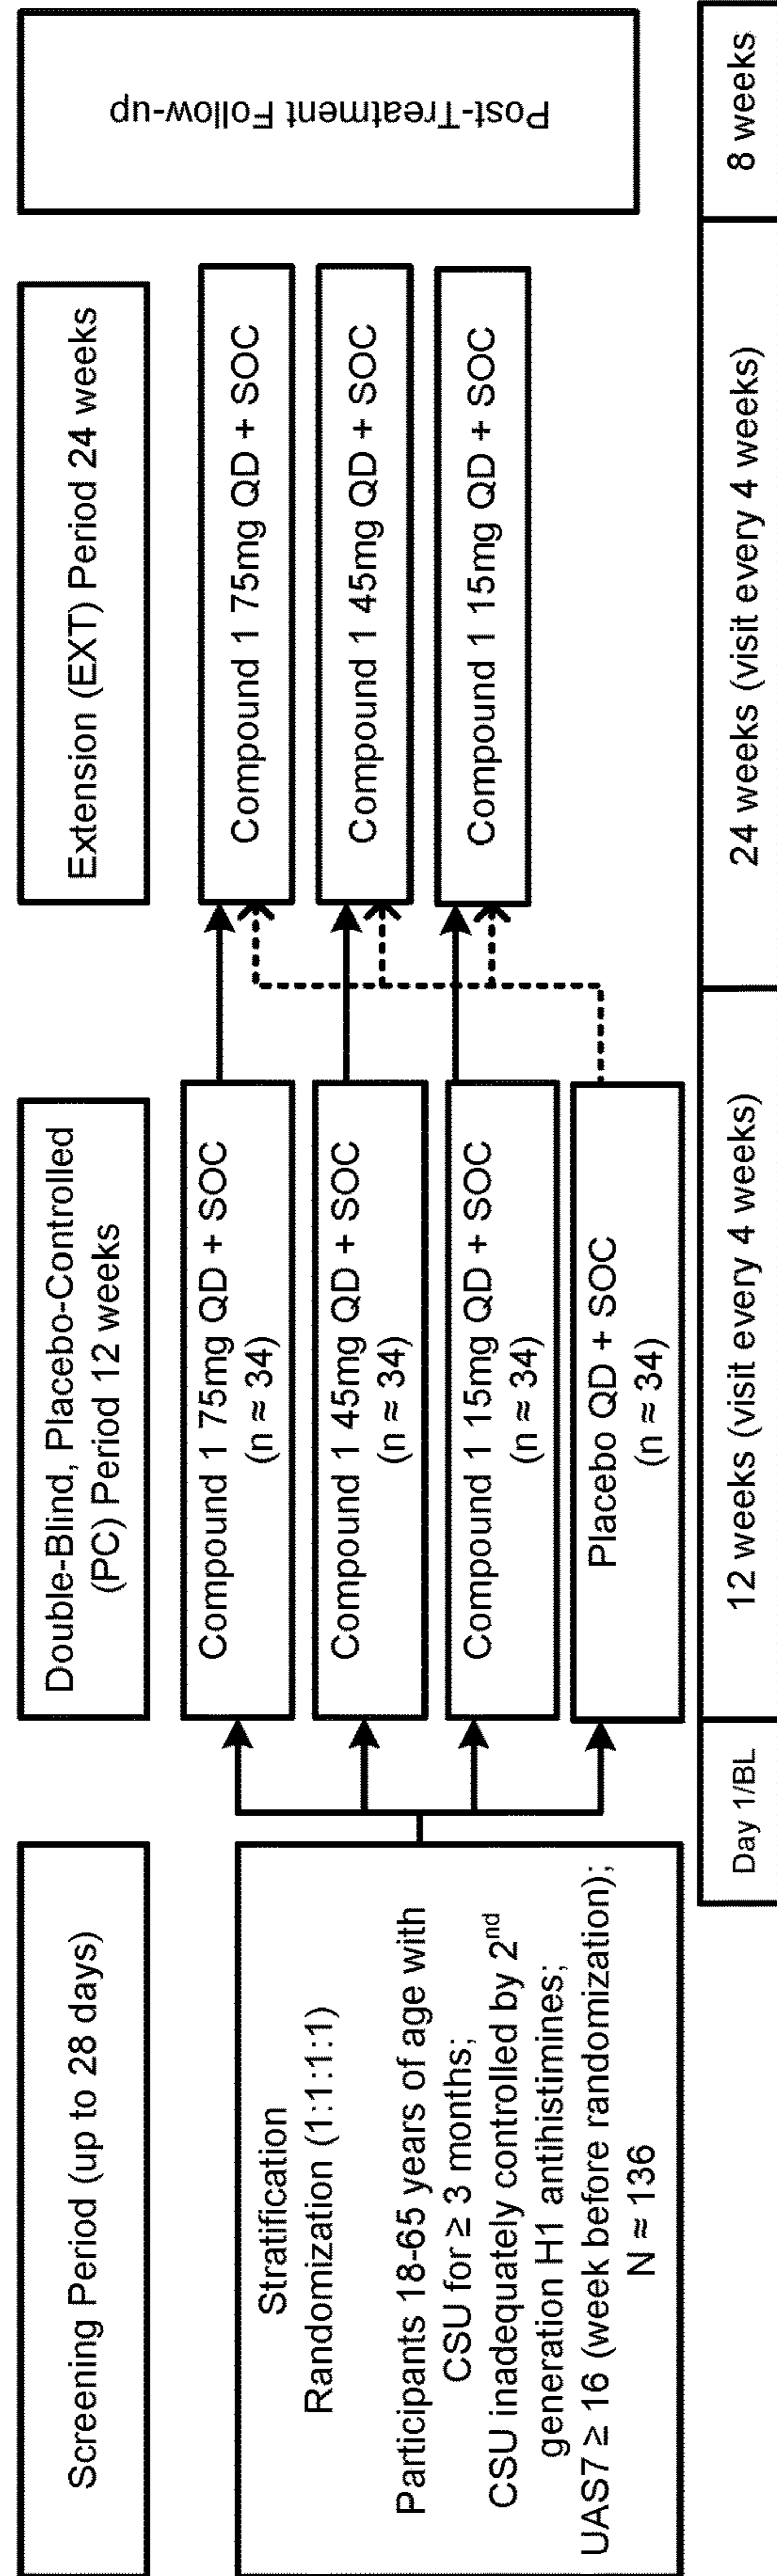 Screening Period (up to 28 days)
Stratification
Randomization (1:1:1:1)
Participants 18-65 years of age with
CSU for ≥ 3 months;
CSU inadequately controlled by 2nd
generation H1 antihistimines;
UAS7 ≥ 16 (week before randomization);
N ≈ 136
Double-Blind, Placebo-Controlled
(PC) Period 12 weeks
Compound 1 75mg QD + SOC
(n ≈ 34)
Compound 1 45mg QD + SOC
(n ≈ 34)
Compound 1 15mg QD + SOC
(n ≈ 34)
Placebo QD + SOC
(n ≈ 34)
Extension (EXT) Period 24 weeks
Compound 1 75mg QD + SOC
Compound 1 45mg QD + SOC
Compound 1 15mg QD + SOC
Post-Treatment Follow-up
Day 1/BL
12 weeks (visit every 4 weeks)
24 weeks (visit every 4 weeks)
8 weeks